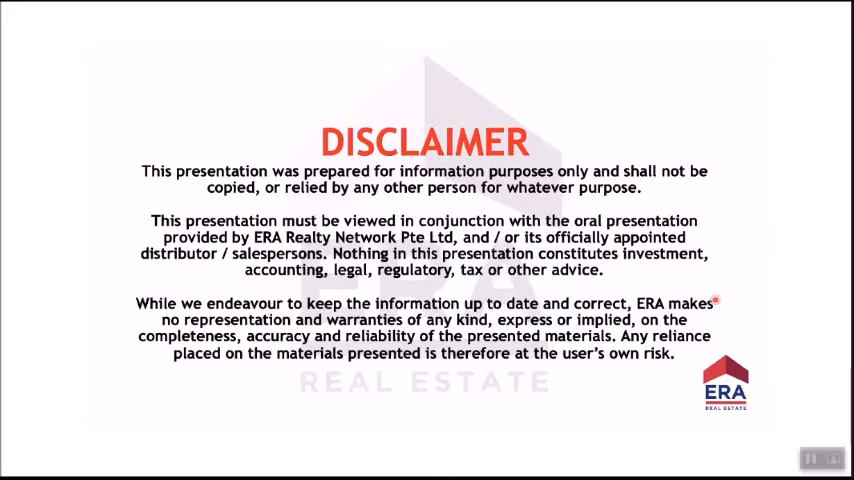 DISCLAIMER
This presentation was prepared for information purposes only and shall not be
copied, or relied by any other person for whatever purpose.
This presentation must be viewed in conjunction with the oral presentation
provided by ERA Realty Network Pte Ltd, and / or its officially appointed
distributor / salespersons. Nothing in this presentation constitutes investment,
accounting, legal, regulatory, tax or other advice.
While we endeavour to keep the information up to date and correct, ERA makes
no representation and warranties of any kind, express or implied, on the
completeness, accuracy and reliability of the presented materials. Any reliance
placed on the materials presented is therefore at the user's own risk.
ERA
REAL ESTATE
ERA
REAL ESTATE